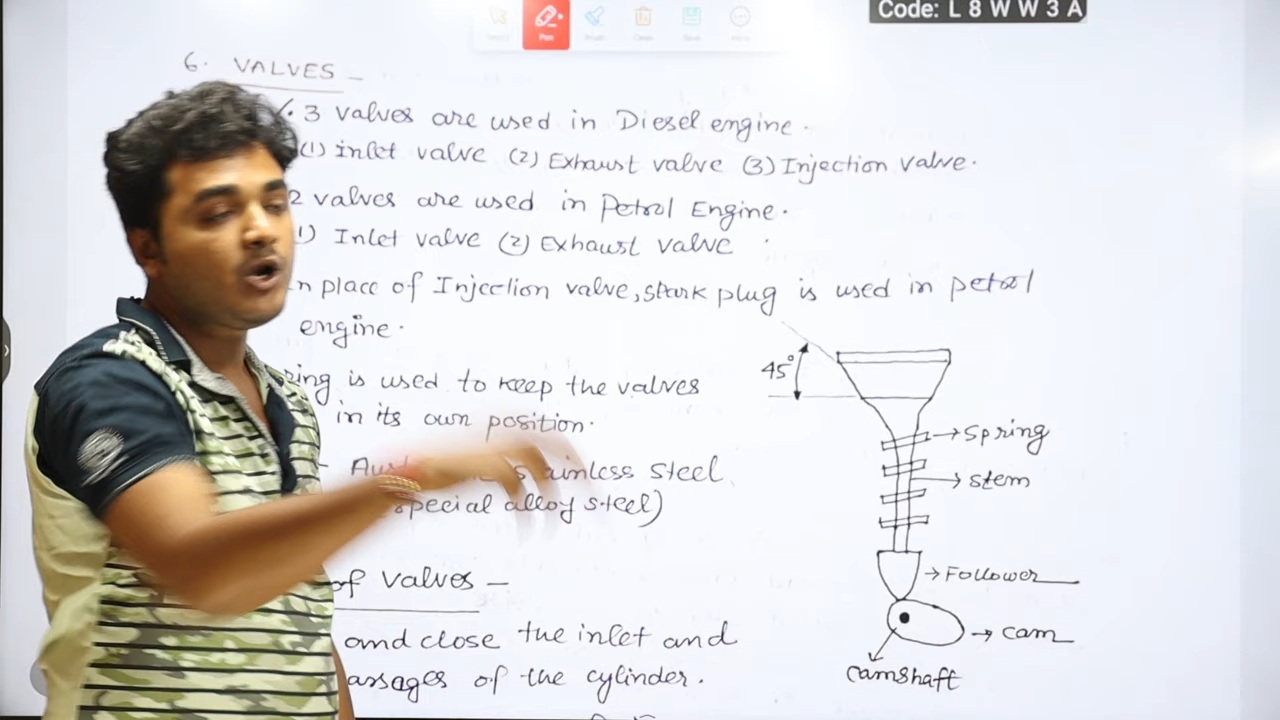 Code: L 8 W W 3 A
Pen
6. VALVES -
3 valves are used in Diesel engine.
(1) inlet valve (2) Exhaust valve (3) Injection valve.
2 valves are used in Petrol Engine.
1) Inlet valve (2) Exhaust valve
n place of Injection valve, spark plug is used in petrol
engine.
45°
ring is used to keep the valves
in its own position.
→ Spring
stainless steel
→ stem
special alloy steel)
of valves -
→ Follower
and close the inlet and
→ cam
assages of the cylinder.
camshaft